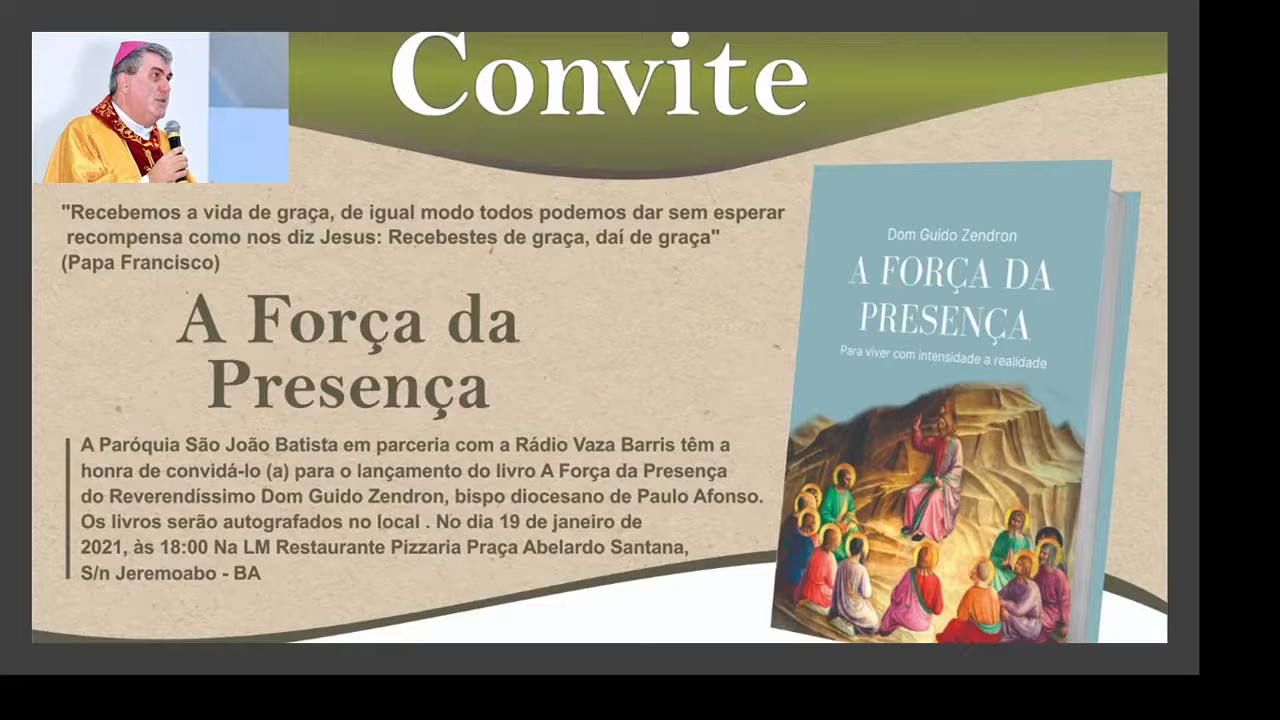 Convite
"Recebemos a vida de graça, de igual modo todos podemos dar sem esperar
recompensa como nos diz Jesus: Recebestes de graça, daí de graça"
(Papa Francisco)
A Força da
Presença
A Paróquia São João Batista em parceria com a Rádio Vaza Barris têm a
honra de convidá-lo (a) para o lançamento do livro A Força da Presença
do Reverendíssimo Dom Guido Zendron, bispo diocesano de Paulo Afonso.
Os livros serão autografados no local . No dia 19 de janeiro de
2021, às 18:00 Na LM Restaurante Pizzaria Praça Abelardo Santana,
S/n Jeremoabo - BA
Dom Guido Zendron
A FORÇA DA
PRESENÇA
Para viver com intensidade a realidade